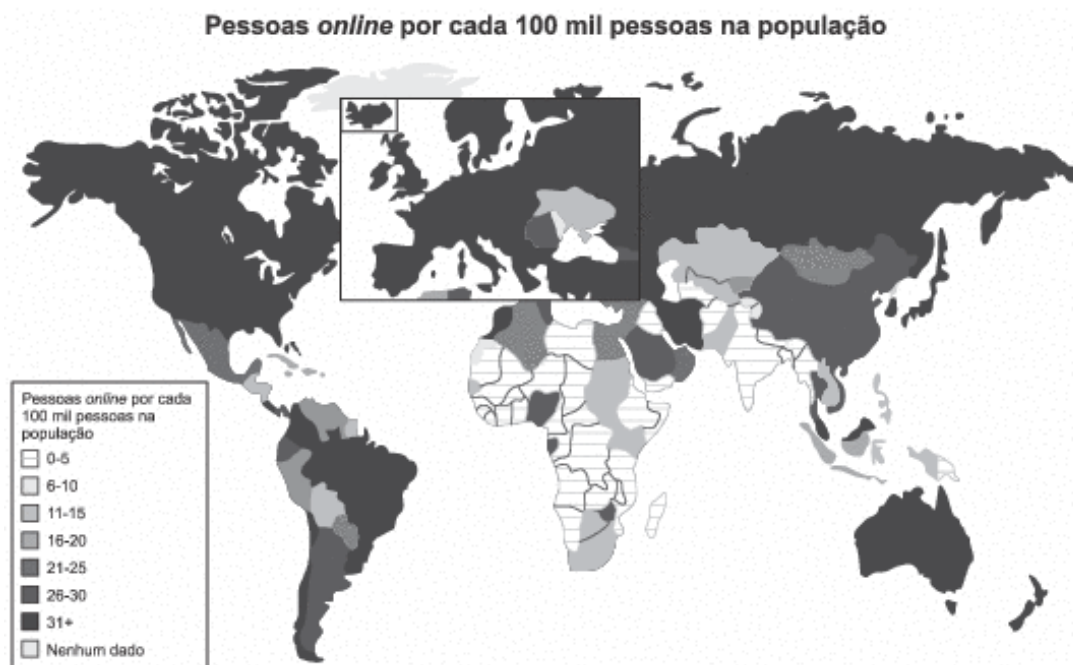 Pessoas online por cada 100 mil pessoas na população
Pessoas online por cada
100 mil pessoas na
população
0-5
6-10
11-15
16-20
21-25
26-30
31+
Nenhum dado